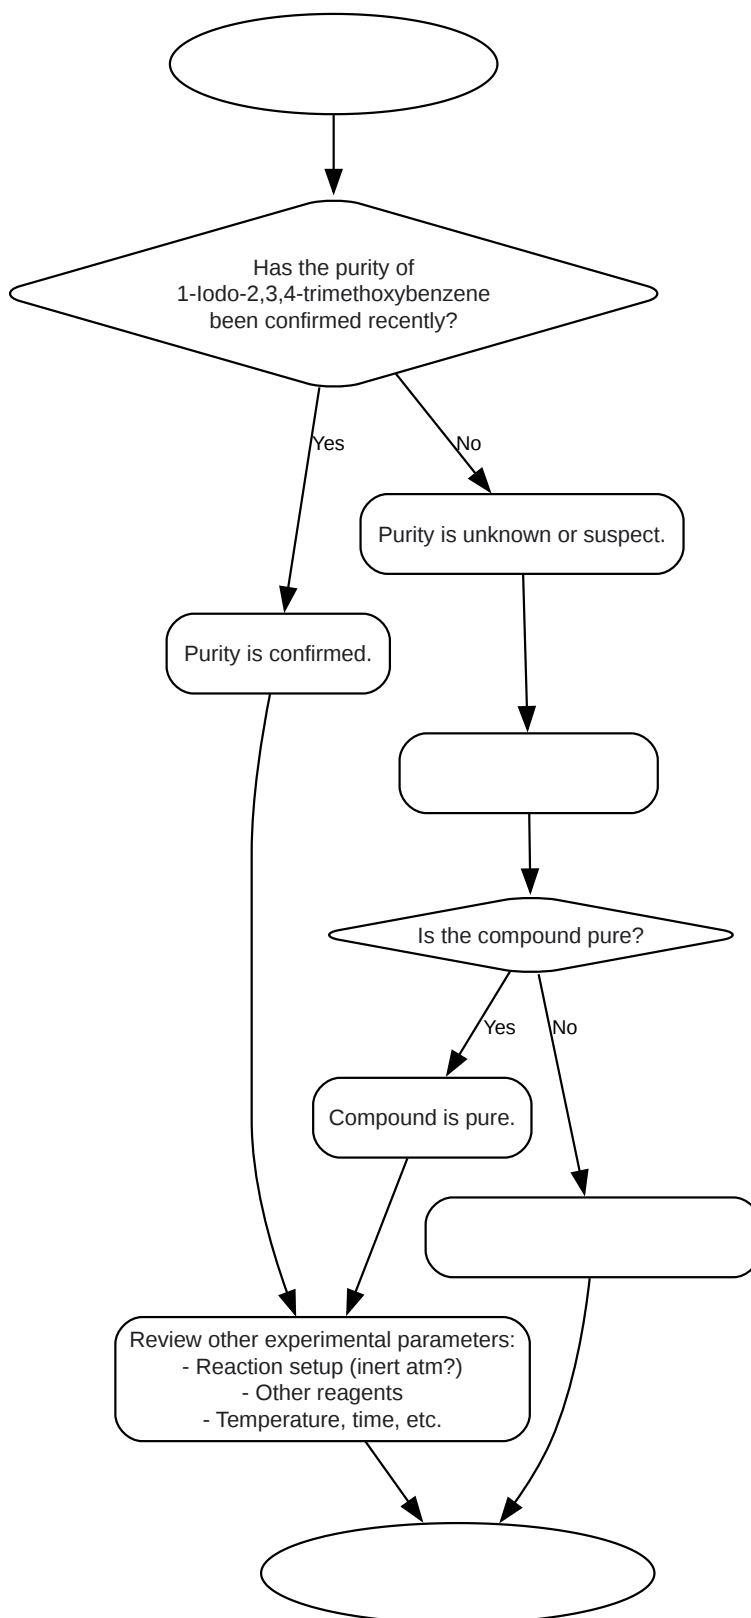 Has the purity of
1-Iodo-2,3,4-trimethoxybenzene
been confirmed recently?
Yes
No
Purity is unknown or suspect.
Purity is confirmed.
Is the compound pure?
Yes
No
Compound is pure.
Review other experimental parameters:
- Reaction setup (inert atm?)
- Other reagents
- Temperature, time, etc.